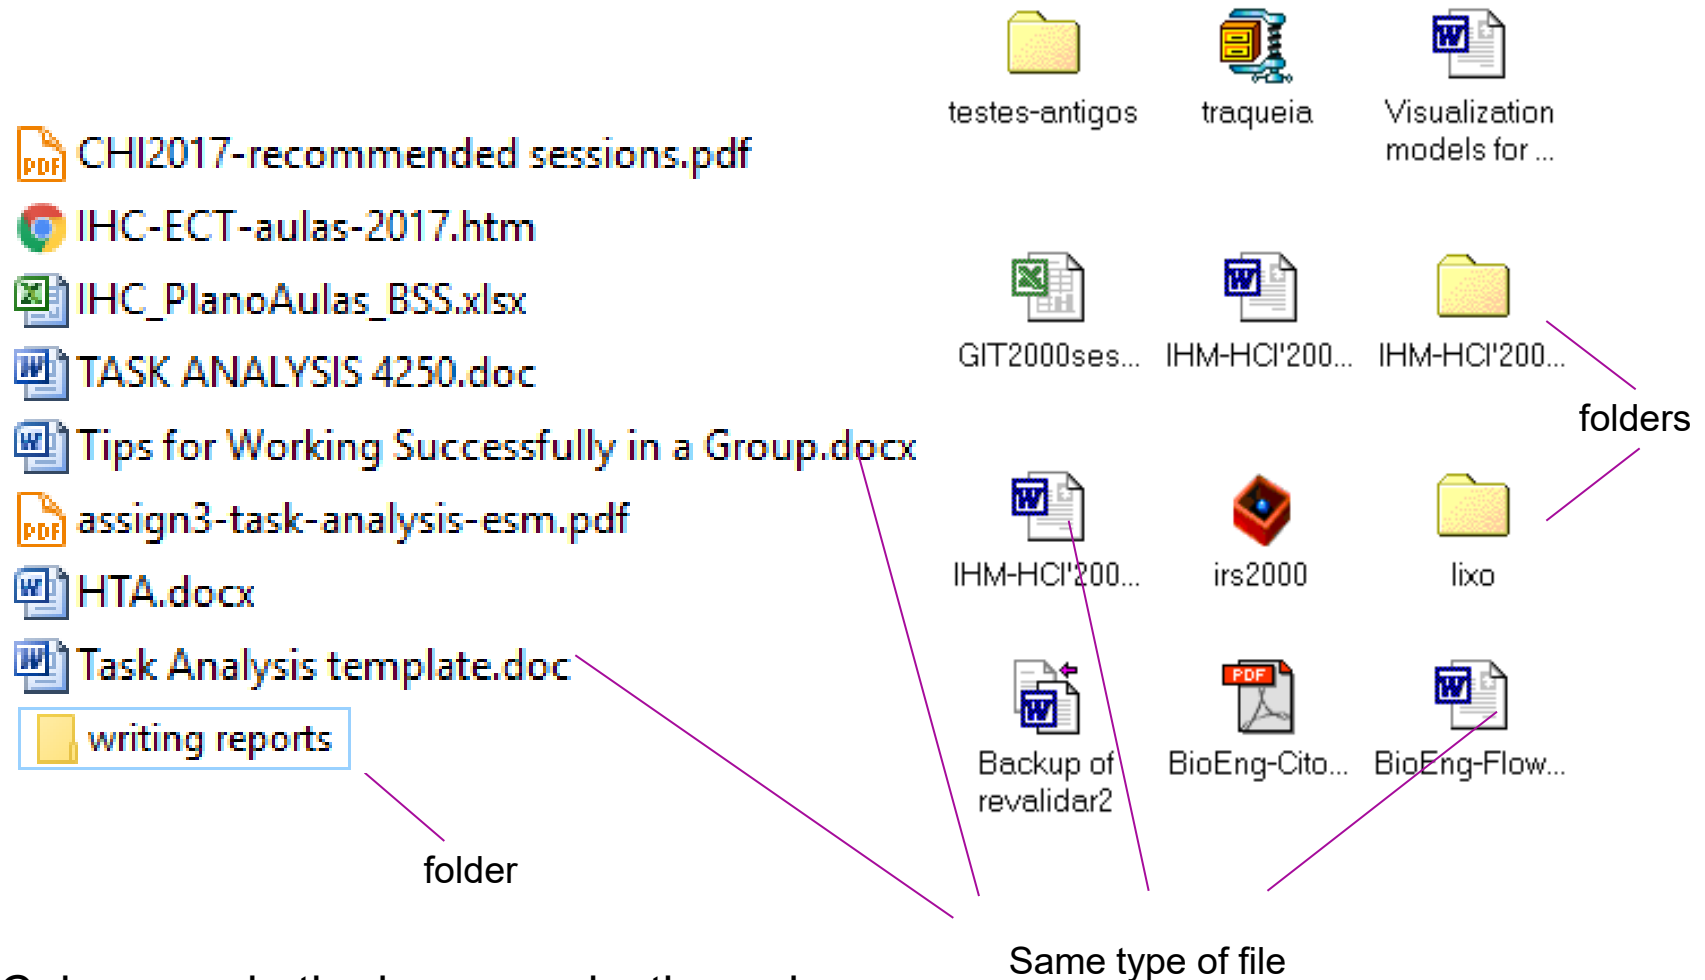 CHI2017-recommended sessions.pdf
IHC-ECT-aulas-2017.htm
IHC_PlanoAulas_BSS.xlsx
TASK ANALYSIS 4250.doc
Tips for Working Successfully in a Group.docx
assign3-task-analysis-esm.pdf
HTA.docx
Task Analysis template.doc
writing reports
folder
testes-antigos
traqueia
Visualization
models for ...
GIT2000ses...
IHM-HCI'200...
IHM-HCI'200...
folders
IHM-HCI'200...
irs2000
lixo
Backup of
revalidar2
PDF
BioEng-Cito...
BioEng-Flow...
Same type of file